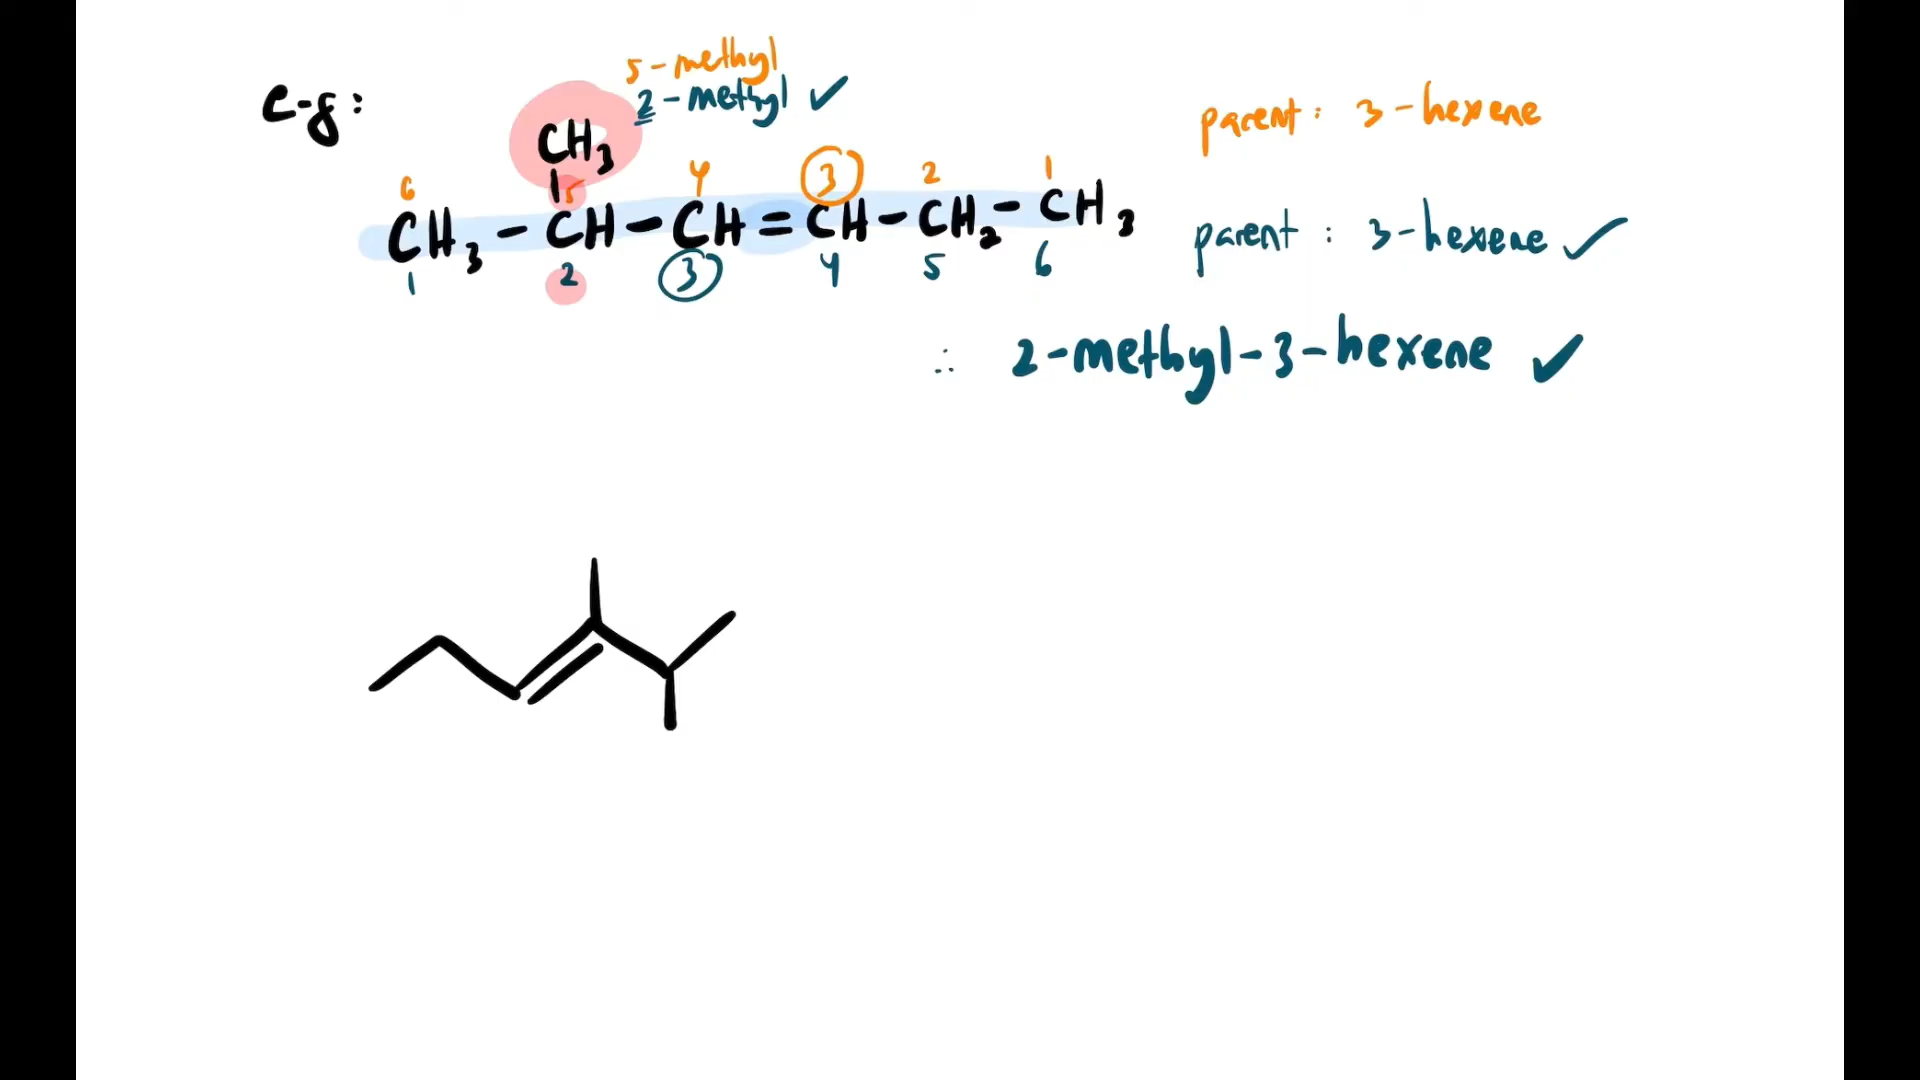 5-methyl
e-g:
2-methyl ✓
parent: 3-hexene
CH3
6 5 4 3 2 1
CH3-CH-CH=CH-CH2-CH3
parent: 3-hexene ✓
1 2 3 4 5 6
∴ 2-methyl-3-hexene ✓